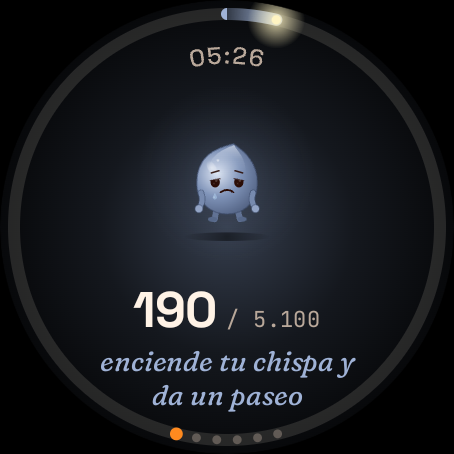 05:26
190 / 5.100
enciende tu chispa y
da un paseo